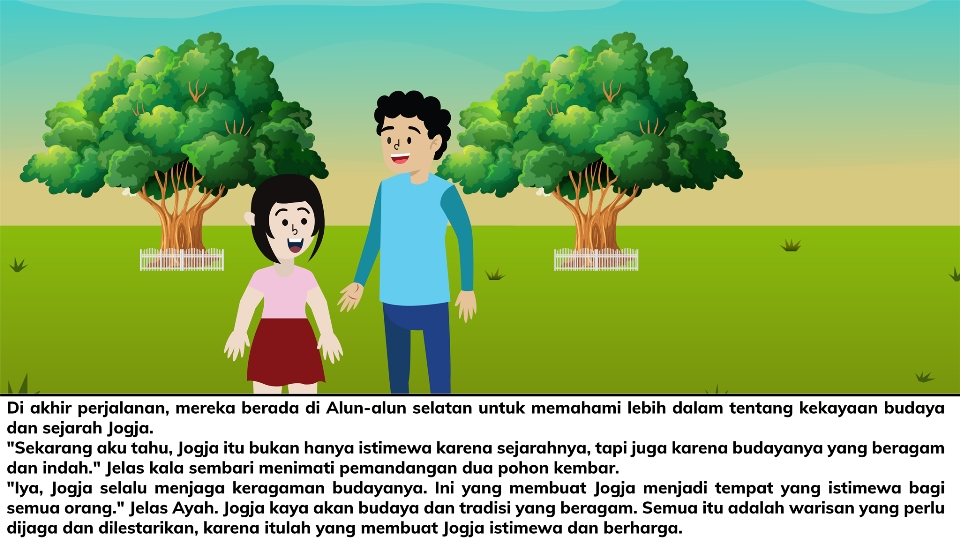 Di akhir perjalanan, mereka berada di Alun-alun selatan untuk memahami lebih dalam tentang kekayaan budaya
dan sejarah Jogja.
"Sekarang aku tahu, Jogja itu bukan hanya istimewa karena sejarahnya, tapi juga karena budayanya yang beragam
dan indah." Jelas kala sembari menimati pemandangan dua pohon kembar.
"Iya, Jogja selalu menjaga keragaman budayanya. Ini yang membuat Jogja menjadi tempat yang istimewa bagi
semua orang." Jelas Ayah. Jogja kaya akan budaya dan tradisi yang beragam. Semua itu adalah warisan yang perlu
dijaga dan dilestarikan, karena itulah yang membuat Jogja istimewa dan berharga.